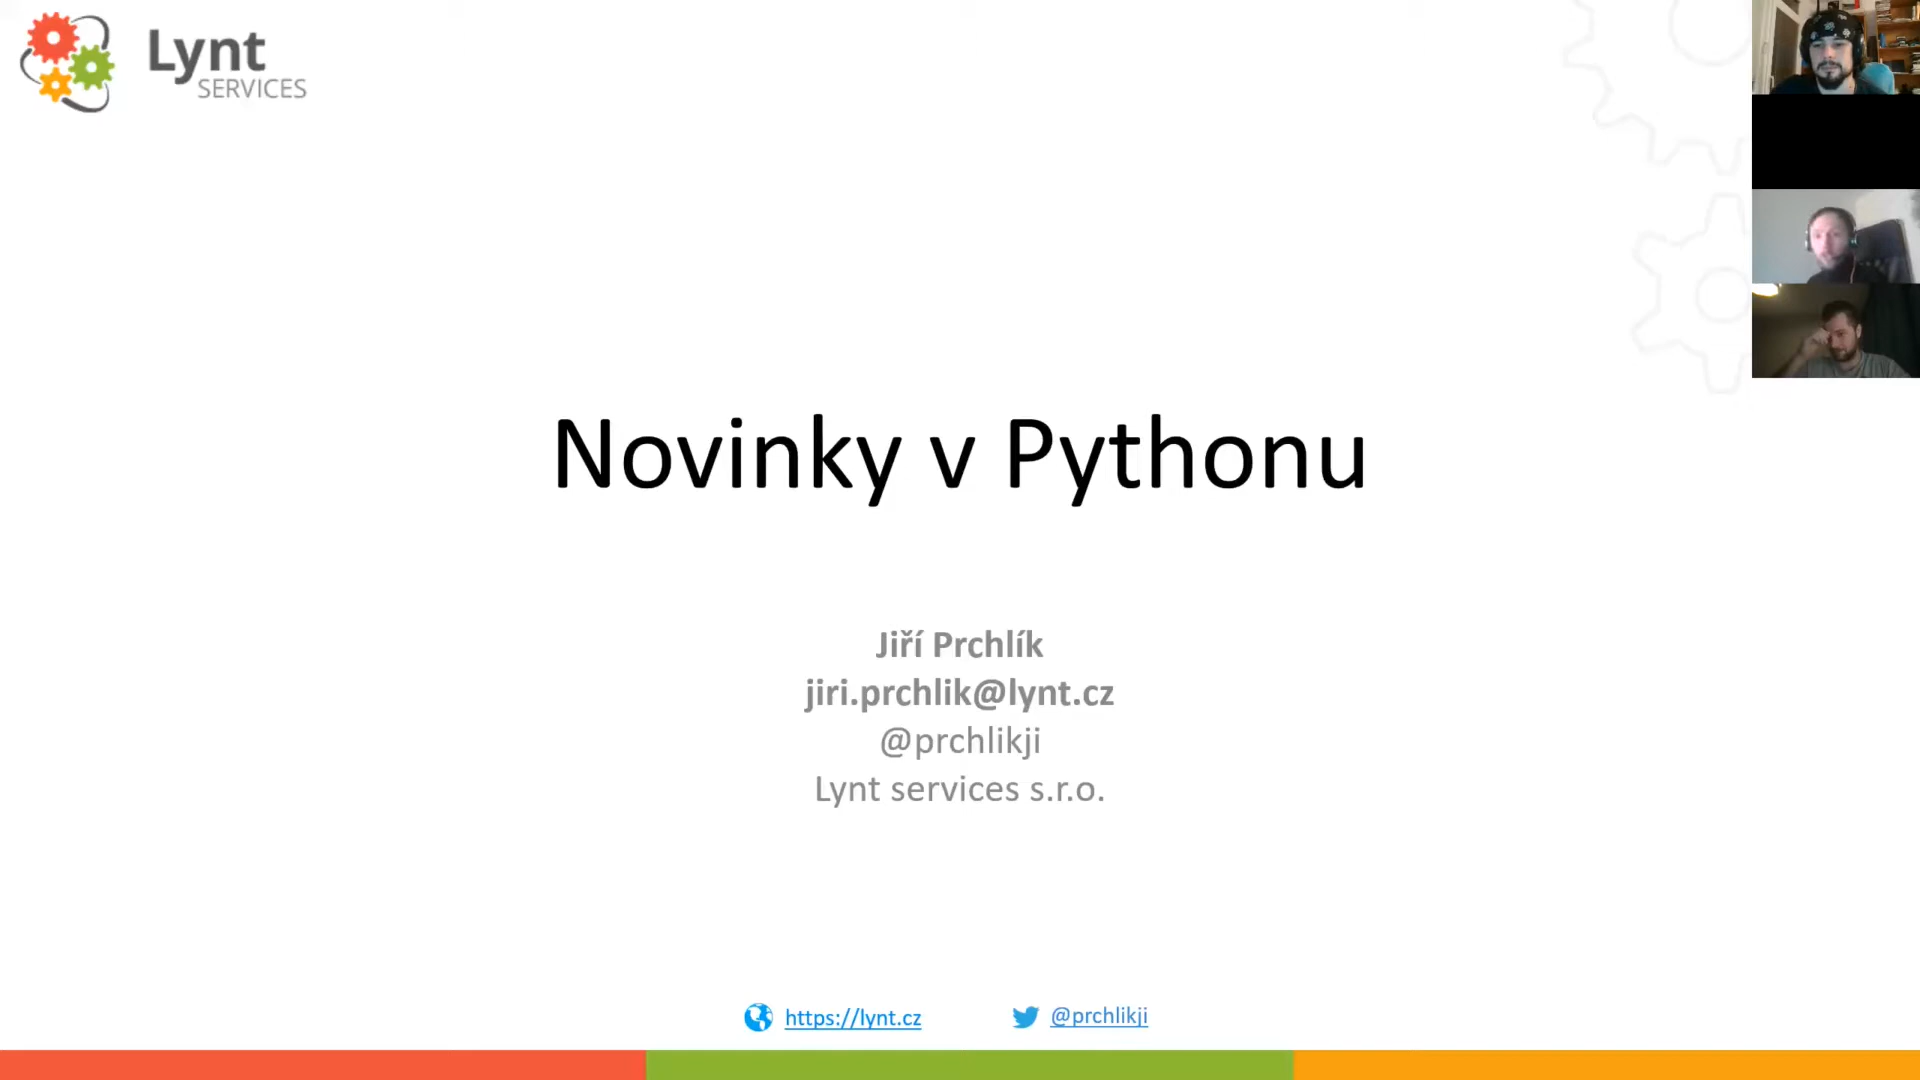 Lynt
SERVICES
Novinky v Pythonu
Jiří Prchlík
jiri.prchlik@lynt.cz
@prchlikji
Lynt services s.r.o.
https://lynt.cz
@prchlikji